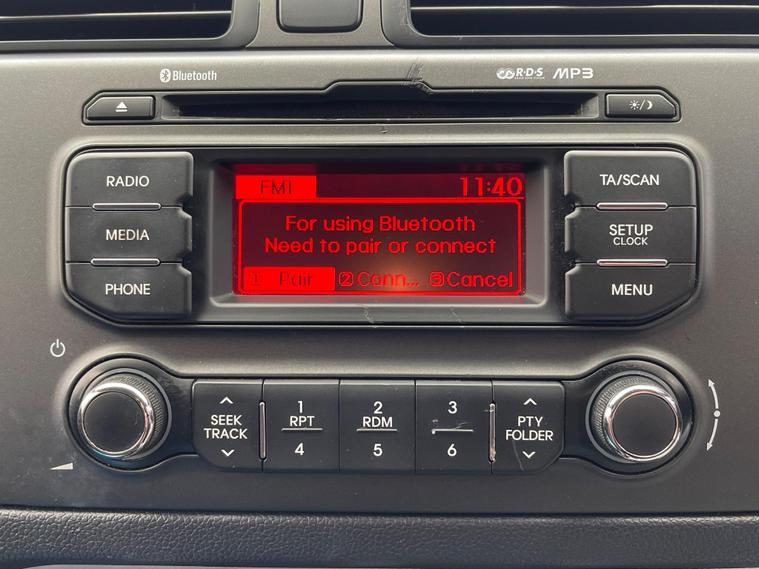 Bluetooth
R·D·S MP3
RADIO
MEDIA
PHONE
FM1 11:40
For using Bluetooth
Need to pair or connect
1 Pair 2 Conn... 3 Cancel
TA/SCAN
SETUP
CLOCK
MENU
SEEK
TRACK
1
RPT
4
2
RDM
5
3
6
PTY
FOLDER